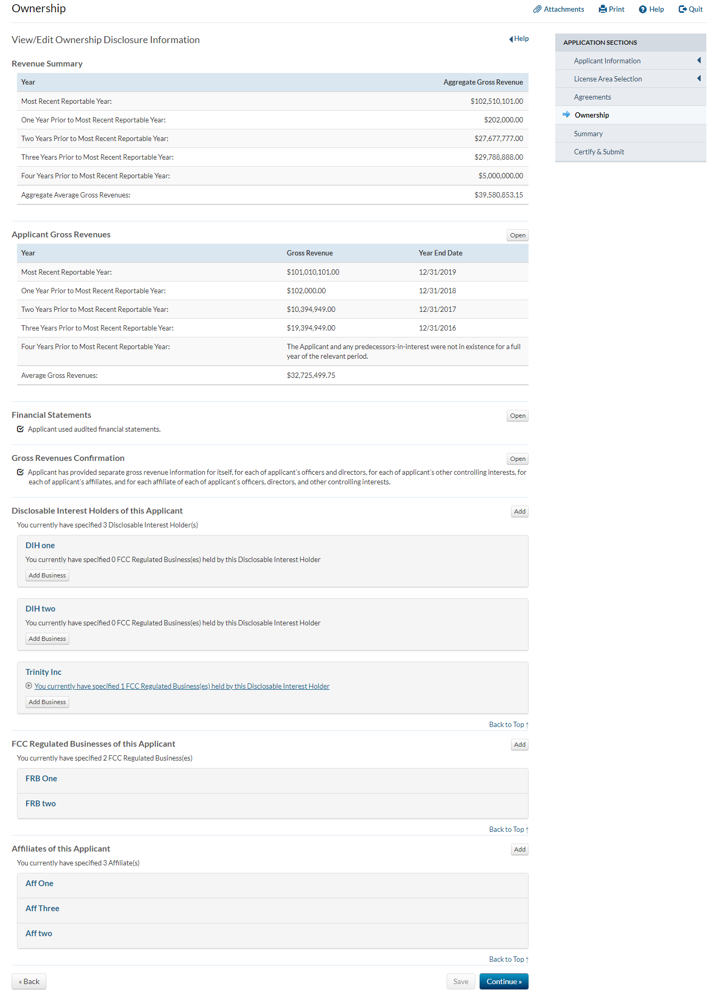 Ownership
Attachments Print Help Quit
View/Edit Ownership Disclosure Information
Help
Revenue Summary
Year Aggregate Gross Revenue
Most Recent Reportable Year: $102,510,101.00
One Year Prior to Most Recent Reportable Year: $202,000.00
Two Years Prior to Most Recent Reportable Year: $27,677,777.00
Three Years Prior to Most Recent Reportable Year: $29,788,888.00
Four Years Prior to Most Recent Reportable Year: $5,000,000.00
Aggregate Average Gross Revenues: $39,580,853.15
Applicant Gross Revenues Open
Year Gross Revenue Year End Date
Most Recent Reportable Year: $101,010,101.00 12/31/2019
One Year Prior to Most Recent Reportable Year: $102,000.00 12/31/2018
Two Years Prior to Most Recent Reportable Year: $10,394,949.00 12/31/2017
Three Years Prior to Most Recent Reportable Year: $19,394,949.00 12/31/2016
Four Years Prior to Most Recent Reportable Year: The Applicant and any predecessors-in-interest were not in existence for a full
year of the relevant period.
Average Gross Revenues: $32,725,499.75
Financial Statements Open
Applicant used audited financial statements.
Gross Revenues Confirmation Open
Applicant has provided separate gross revenue information for itself, for each of applicant's officers and directors, for each of applicant's other controlling interests, for
each of applicant's affiliates, and for each affiliate of each of applicant's officers, directors, and other controlling interests.
Disclosable Interest Holders of this Applicant Add
You currently have specified 3 Disclosable Interest Holder(s)
DIH one
You currently have specified 0 FCC Regulated Business(es) held by this Disclosable Interest Holder
Add Business
DIH two
You currently have specified 0 FCC Regulated Business(es) held by this Disclosable Interest Holder
Add Business
Trinity Inc
You currently have specified 1 FCC Regulated Business(es) held by this Disclosable Interest Holder
Add Business
Back to Top ↑
FCC Regulated Businesses of this Applicant Add
You currently have specified 2 FCC Regulated Business(es)
FRB One
FRB two
Back to Top ↑
Affiliates of this Applicant Add
You currently have specified 3 Affiliate(s)
Aff One
Aff Three
Aff two
Back to Top ↑
« Back Save Continue »
APPLICATION SECTIONS
Applicant Information
License Area Selection
Agreements
Ownership
Summary
Certify & Submit